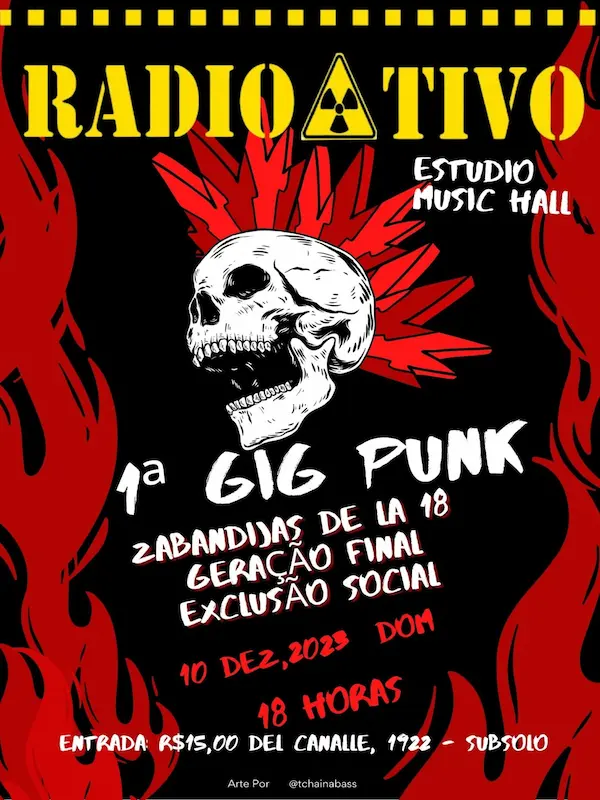 RADIOATIVO
ESTUDIO
MUSIC HALL
1ª GIG PUNK
ZABANDIJAS DE LA 18
GERAÇÃO FINAL
EXCLUSÃO SOCIAL
10 DEZ,2023 DOM
18 HORAS
ENTRADA: R$15,00 DEL CANALLE, 1922 - SUBSOLO
Arte Por @tchainabass